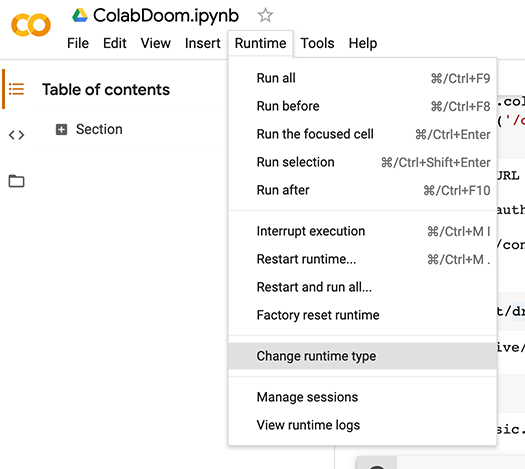 ColabDoom.ipynb
File Edit View Insert Runtime Tools Help
Table of contents
Section
Run all ⌘/Ctrl+F9
Run before ⌘/Ctrl+F8
Run the focused cell ⌘/Ctrl+Enter
Run selection ⌘/Ctrl+Shift+Enter
Run after ⌘/Ctrl+F10
Interrupt execution ⌘/Ctrl+M I
Restart runtime... ⌘/Ctrl+M .
Restart and run all...
Factory reset runtime
Change runtime type
Manage sessions
View runtime logs
.col
('/c
URL
auth
/con
t/dr
ive/
sic.